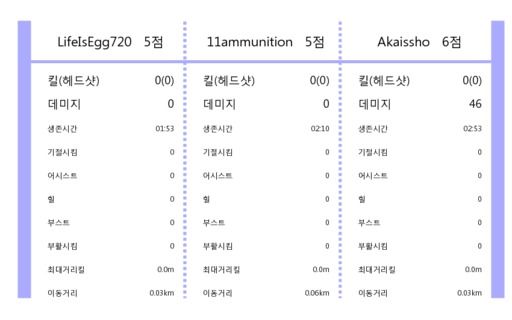 LifeIsEgg720 5점 11ammunition 5점 Akaissho 6점
킬(헤드샷) 0(0) 킬(헤드샷) 0(0) 킬(헤드샷) 0(0)
데미지 0 데미지 0 데미지 46
생존시간 01:53 생존시간 02:10 생존시간 02:53
기절시킴 0 기절시킴 0 기절시킴 0
어시스트 0 어시스트 0 어시스트 0
힐 0 힐 0 힐 0
부스트 0 부스트 0 부스트 0
부활시킴 0 부활시킴 0 부활시킴 0
최대거리킬 0.0m 최대거리킬 0.0m 최대거리킬 0.0m
이동거리 0.03km 이동거리 0.06km 이동거리 0.03km